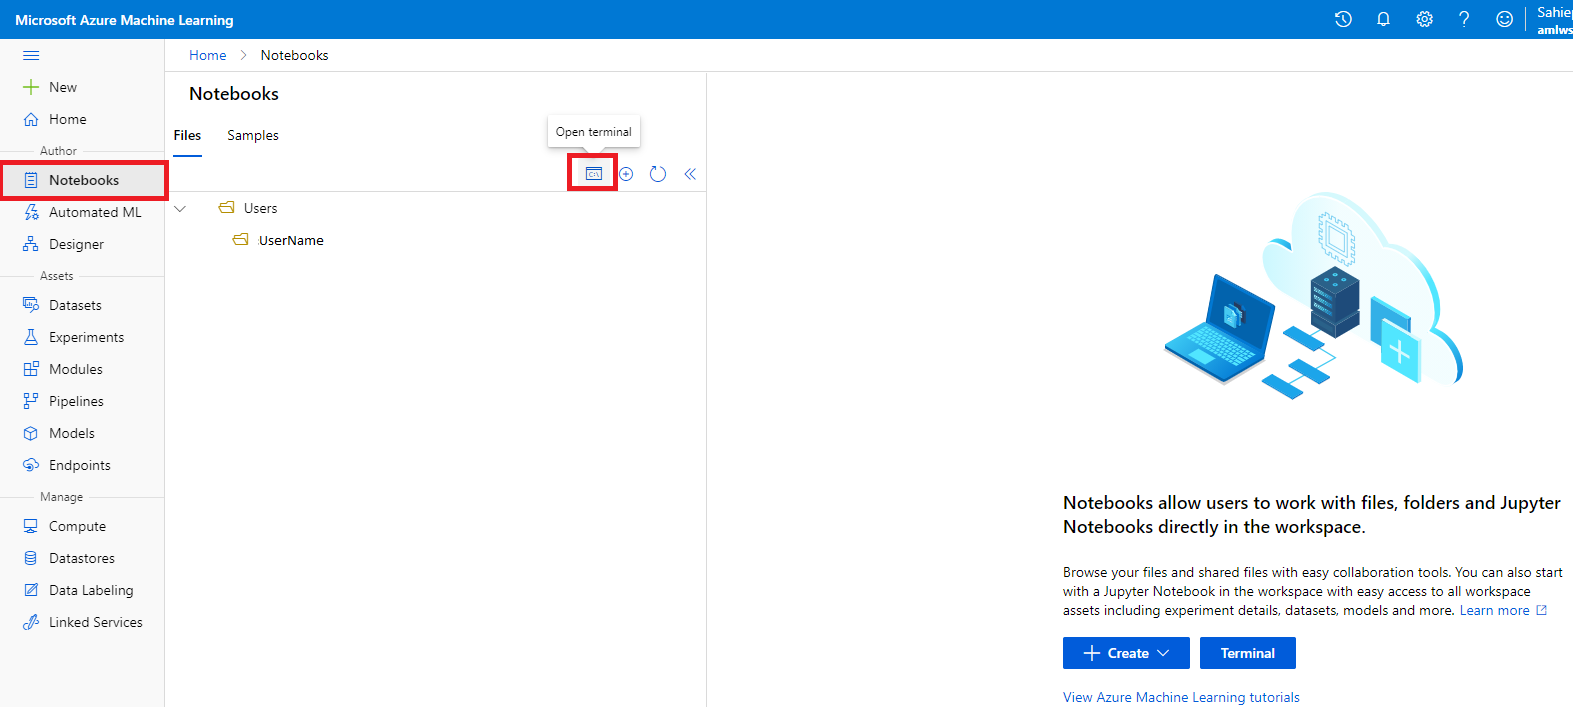 Microsoft Azure Machine Learning
Sahiep
amlws
Home > Notebooks
New
Home
Author
Notebooks
Automated ML
Designer
Assets
Datasets
Experiments
Modules
Pipelines
Models
Endpoints
Manage
Compute
Datastores
Data Labeling
Linked Services
Notebooks
Files Samples
Open terminal
C:\
Users
UserName
Notebooks allow users to work with files, folders and Jupyter
Notebooks directly in the workspace.
Browse your files and shared files with easy collaboration tools. You can also start
with a Jupyter Notebook in the workspace with easy access to all workspace
assets including experiment details, datasets, models and more. Learn more
Create
Terminal
View Azure Machine Learning tutorials